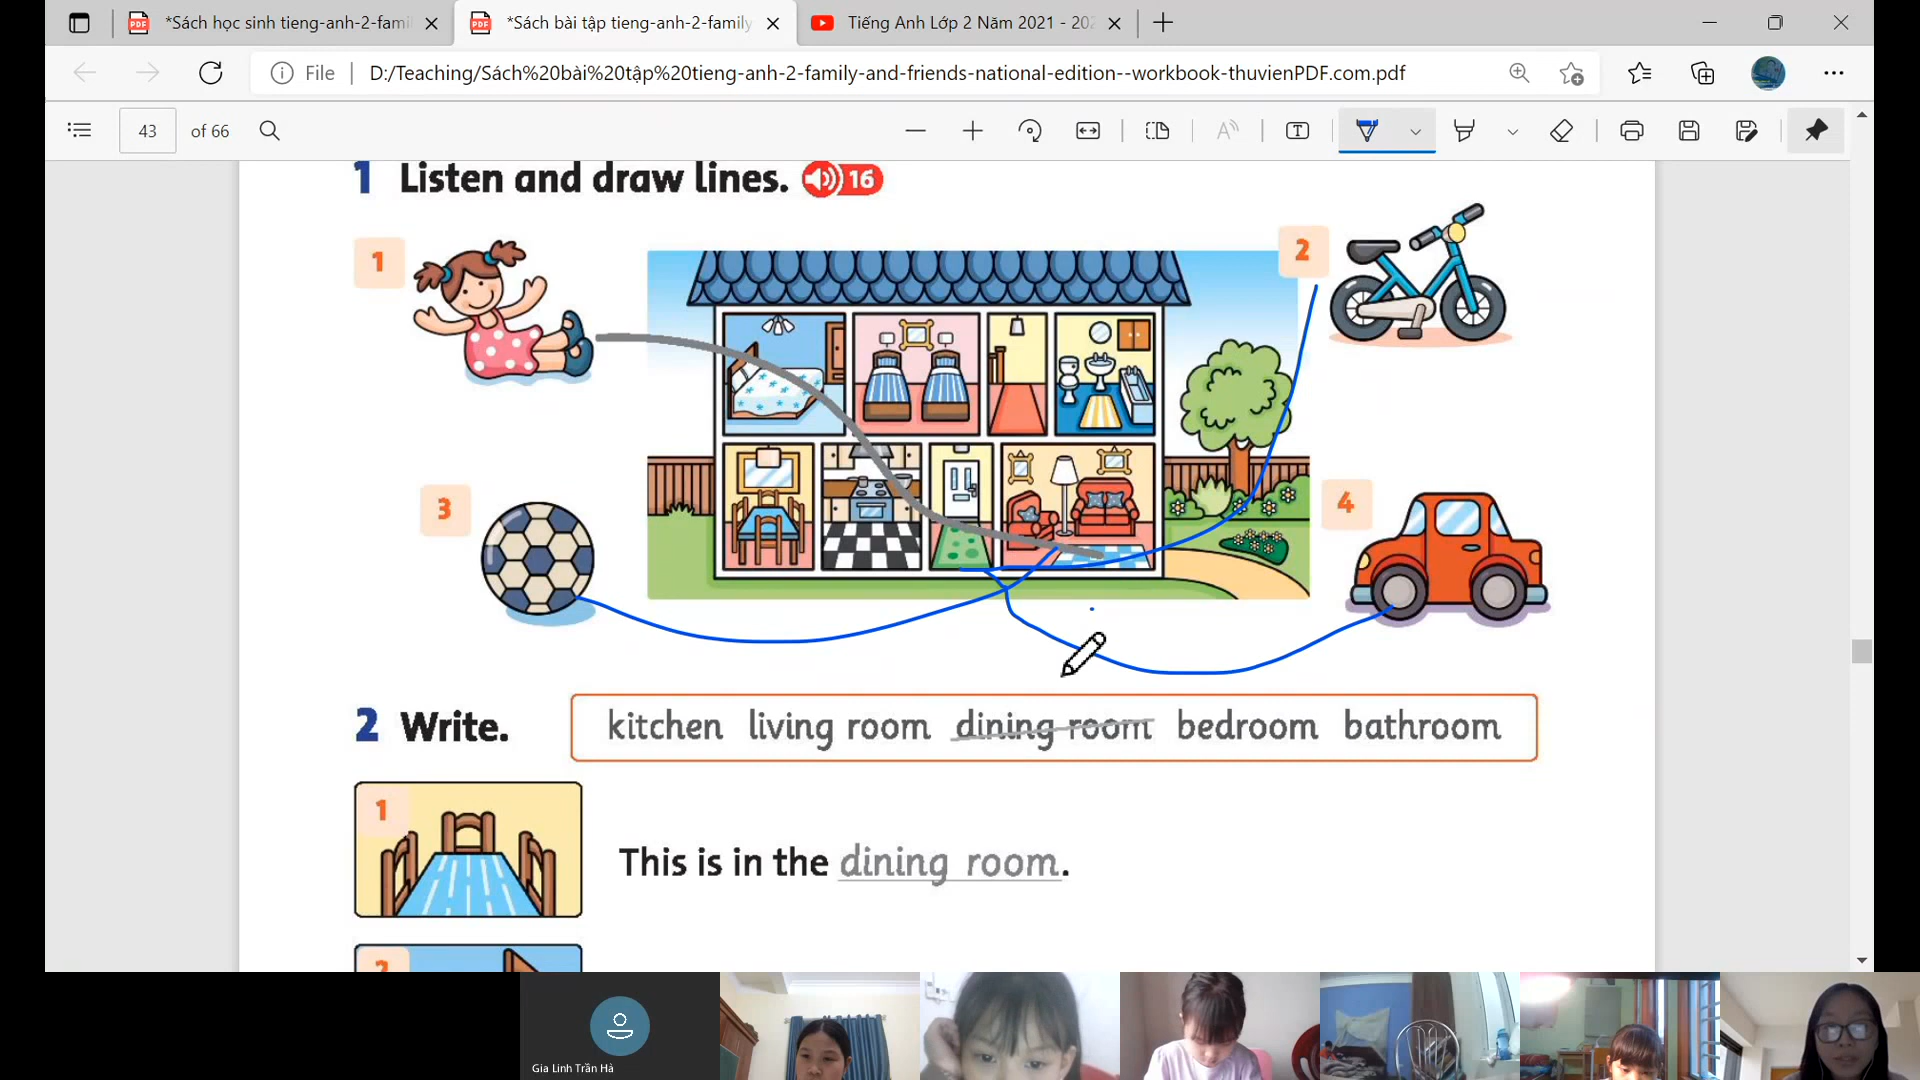 *Sách học sinh tieng-anh-2-fami
*Sách bài tập tieng-anh-2-family
Tiếng Anh Lớp 2 Năm 2021 - 202
File
D:/Teaching/Sách%20bài%20tập%20tieng-anh-2-family-and-friends-national-edition--workbook-thuvienPDF.com.pdf
43 of 66
1 Listen and draw lines. 16
1
2
3
4
2 Write.
kitchen living room dining room bedroom bathroom
1
This is in the dining room.
2
Gia Linh Trần Hà